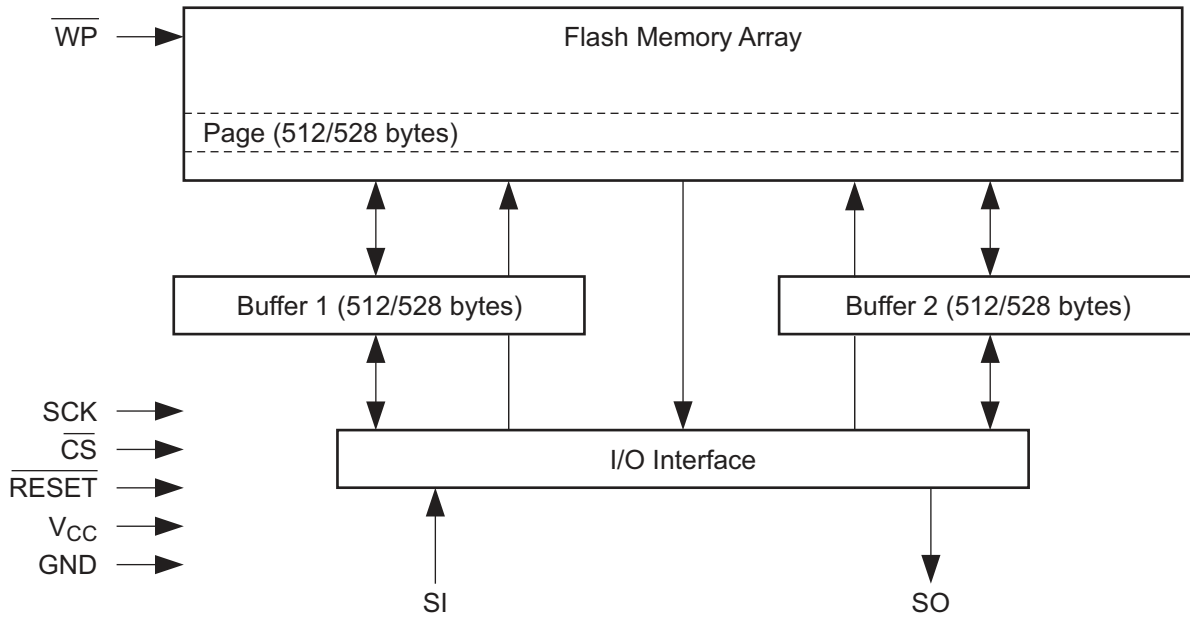 WP
Flash Memory Array
Page (512/528 bytes)
Buffer 1 (512/528 bytes)
Buffer 2 (512/528 bytes)
SCK
CS
RESET
VCC
GND
I/O Interface
SI
SO